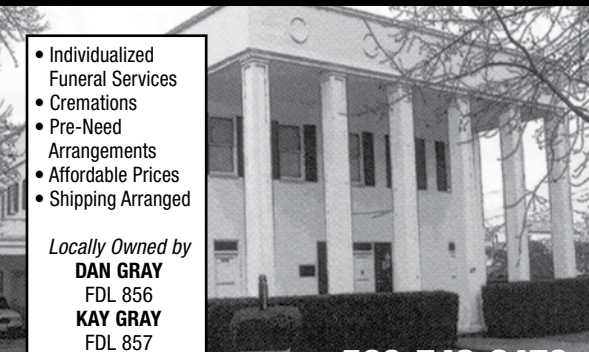 • Individualized
Funeral Services
• Cremations
• Pre-Need
Arrangements
• Affordable Prices
• Shipping Arranged
Locally Owned by
DAN GRAY
FDL 856
KAY GRAY
FDL 857